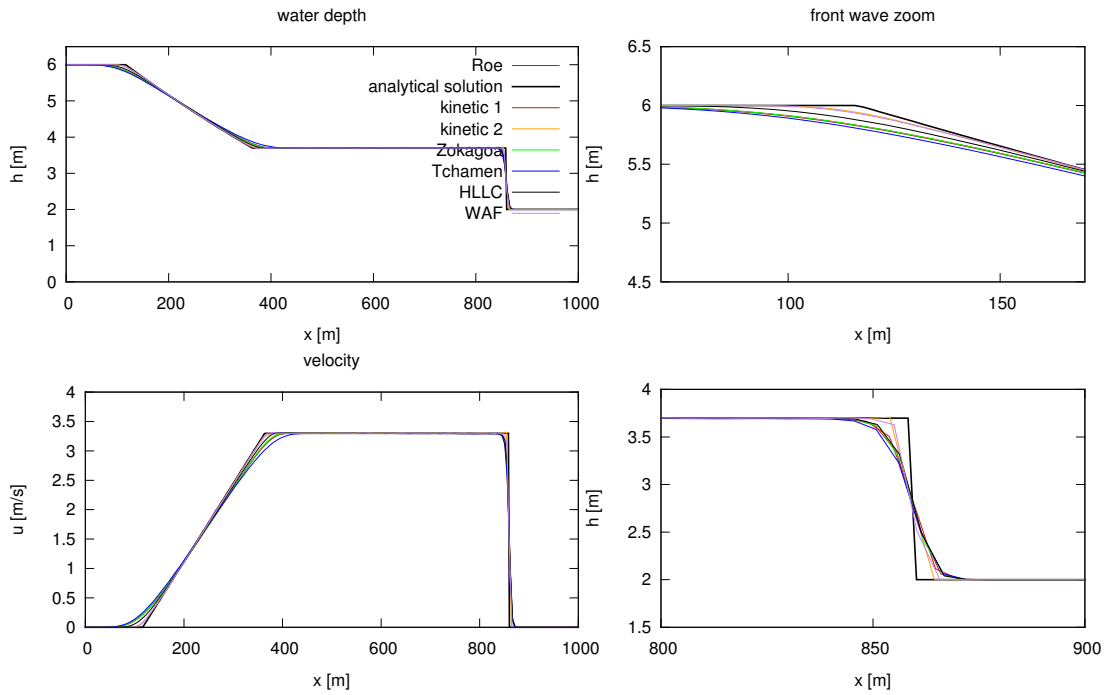 water depth
h [m]
6
5
4
3
2
1
0
0 200 400 600 800 1000
x [m]
Roe
analytical solution
kinetic 1
kinetic 2
Zokagoa
Tchamen
HLLC
WAF
front wave zoom
h [m]
6.5
6
5.5
5
4.5
100 150
x [m]
velocity
u [m/s]
4
3.5
3
2.5
2
1.5
1
0.5
0
0 200 400 600 800 1000
x [m]
h [m]
4
3.5
3
2.5
2
1.5
800 850 900
x [m]